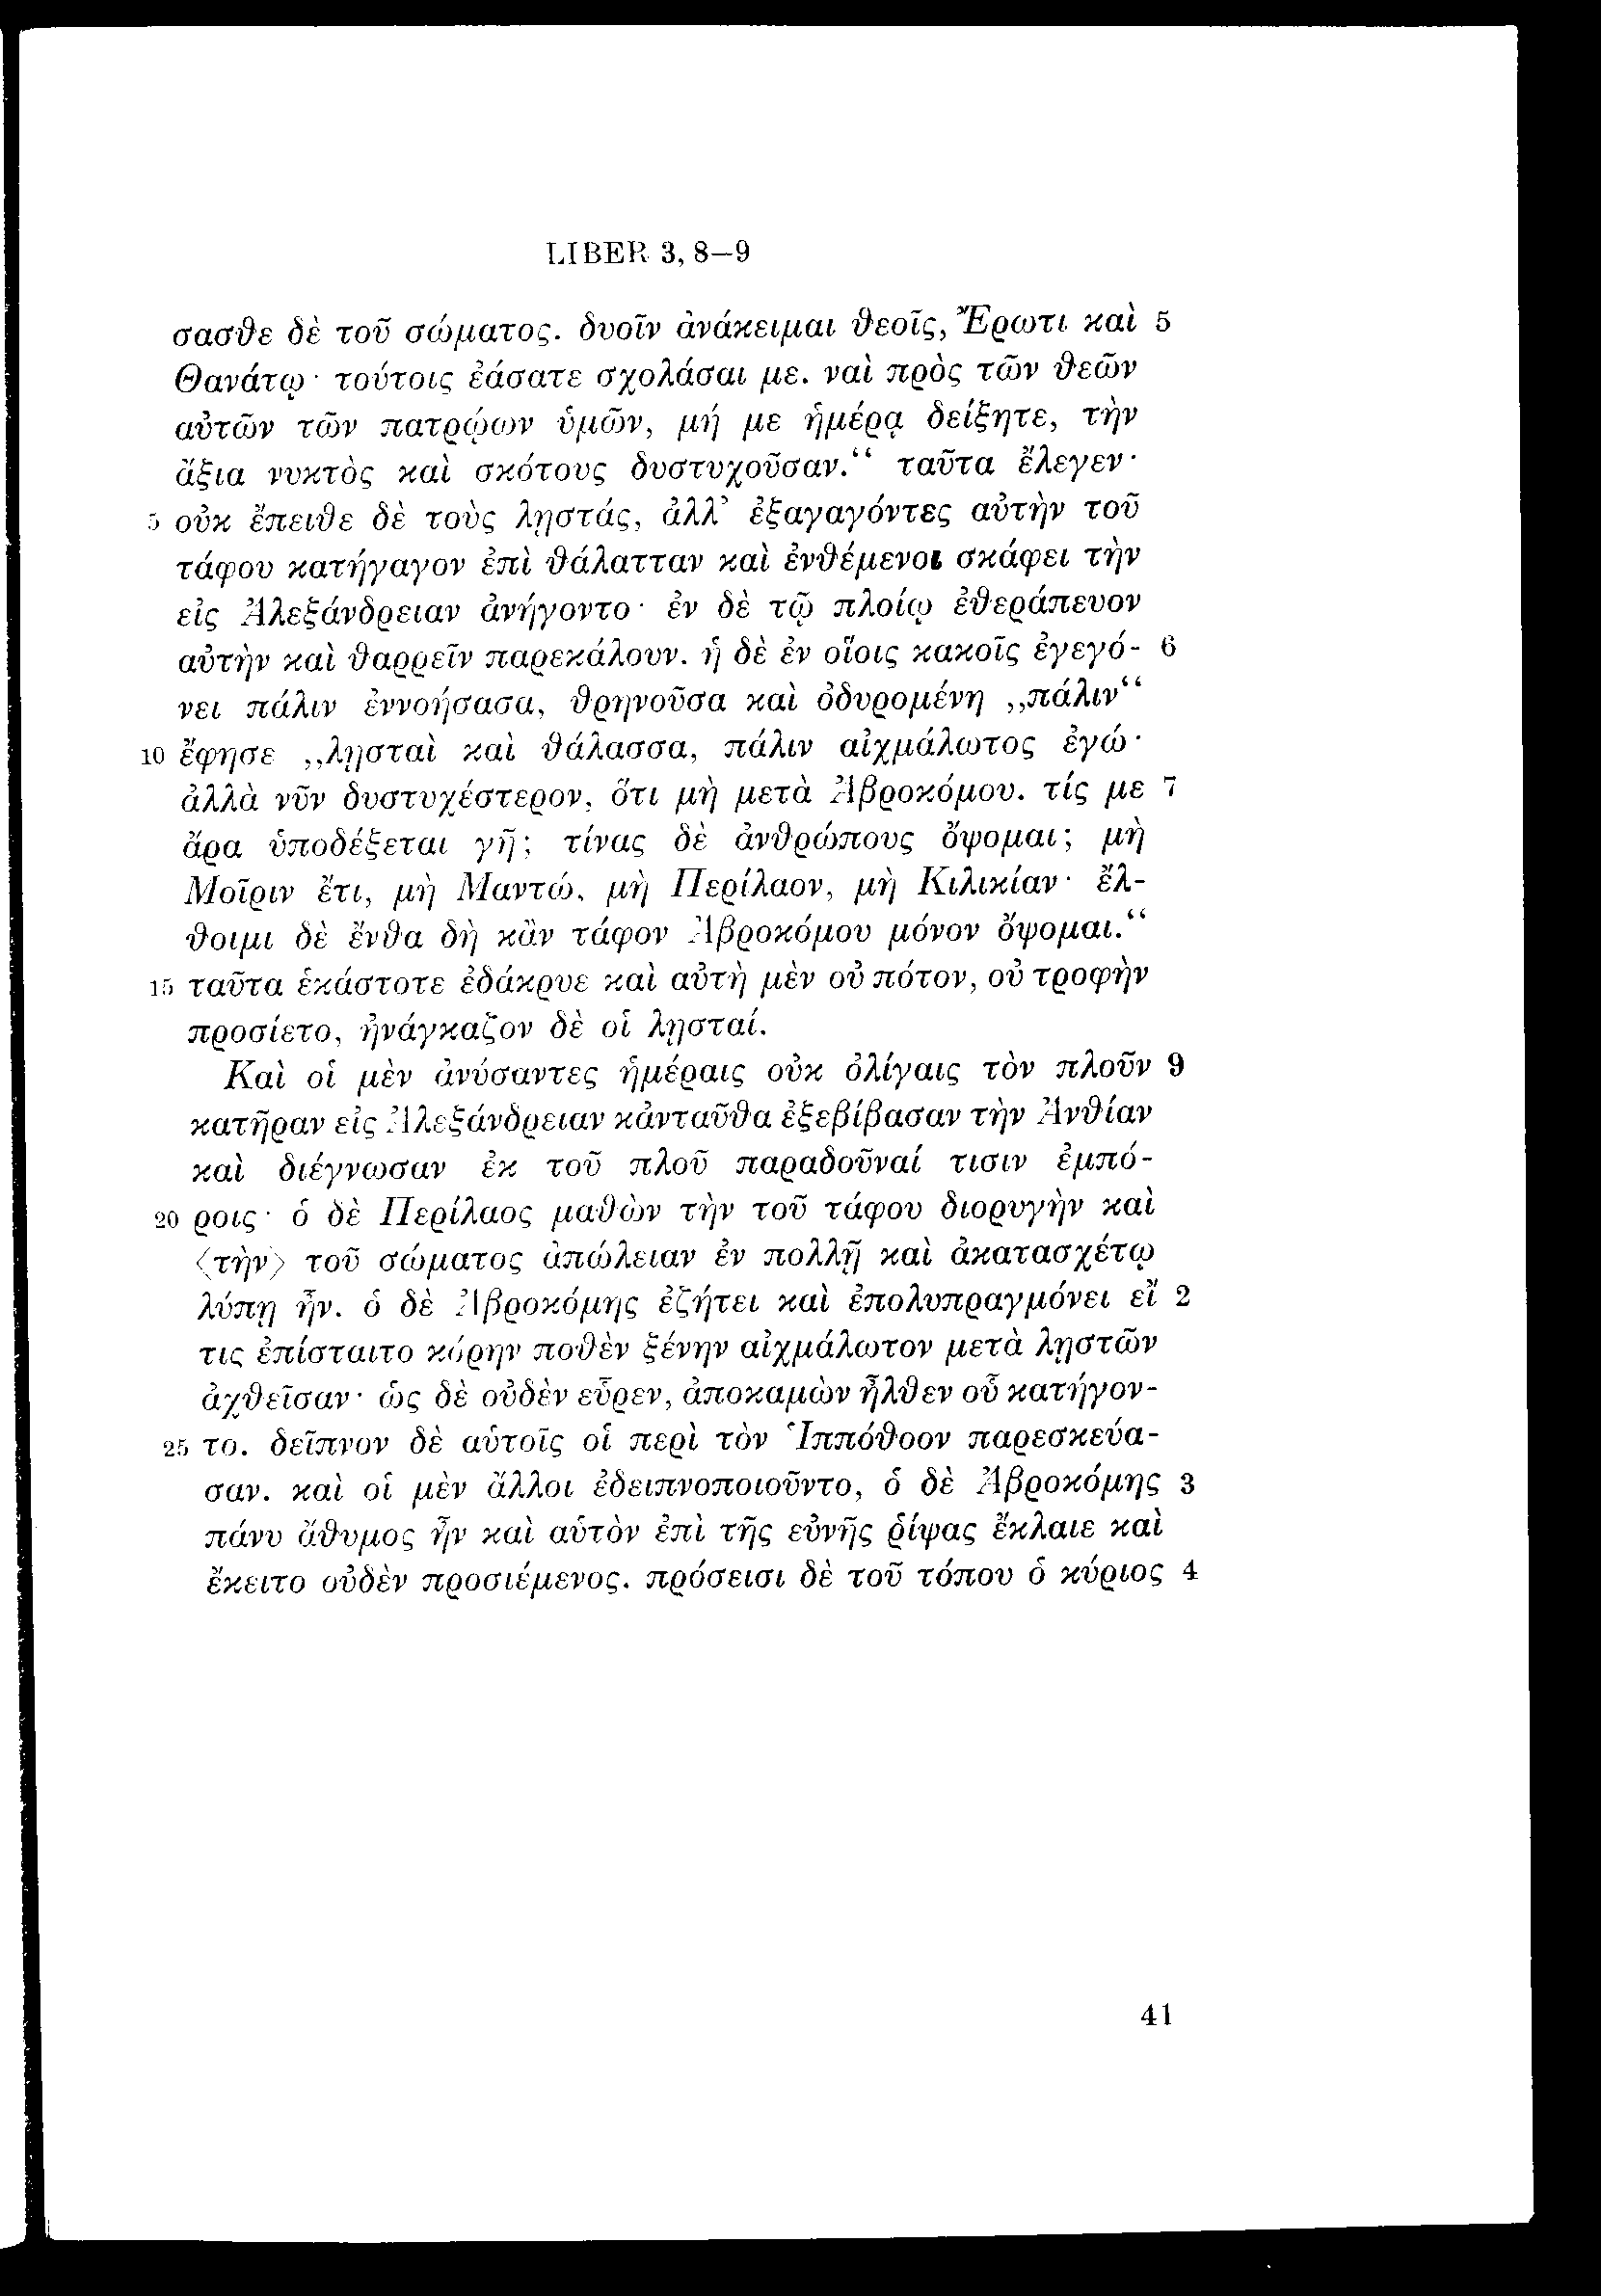 LIBER 3, 8–9
σασθε δὲ τοῦ σώματος. δυοῖν ἀνάκειμαι θεοῖς, Ἔρωτι καὶ 5
Θανάτῳ· τούτοις ἐάσατε σχολάσαι με. ναὶ πρὸς τῶν θεῶν
αὐτῶν τῶν πατρῴων ὑμῶν, μή με ἡμέρᾳ δείξητε, τὴν
ἄξια νυκτὸς καὶ σκότους δυστυχοῦσαν.“ ταῦτα ἔλεγεν·
5 οὐκ ἔπειθε δὲ τοὺς λῃστάς, ἀλλ’ ἐξαγαγόντες αὐτὴν τοῦ
τάφου κατήγαγον ἐπὶ θάλατταν καὶ ἐνθέμενοι σκάφει τὴν
εἰς Ἀλεξάνδρειαν ἀνήγοντο· ἐν δὲ τῷ πλοίῳ ἐθεράπευον
αὐτὴν καὶ θαρρεῖν παρεκάλουν. ἡ δὲ ἐν οἵοις κακοῖς ἐγεγό- 6
νει πάλιν ἐννοήσασα, θρηνοῦσα καὶ ὀδυρομένη „πάλιν“
10 ἔφησε „λῃσταὶ καὶ θάλασσα, πάλιν αἰχμάλωτος ἐγώ·
ἀλλὰ νῦν δυστυχέστερον, ὅτι μὴ μετὰ Ἀβροκόμου. τίς με 7
ἄρα ὑποδέξεται γῆ; τίνας δὲ ἀνθρώπους ὄψομαι; μὴ
Μοῖριν ἔτι, μὴ Μαντώ, μὴ Περίλαον, μὴ Κιλικίαν· ἔλ-
θοιμι δὲ ἔνθα δὴ κἂν τάφον Ἀβροκόμου μόνον ὄψομαι.“
15 ταῦτα ἑκάστοτε ἐδάκρυε καὶ αὐτὴ μὲν οὐ πότον, οὐ τροφὴν
προσίετο, ἠνάγκαζον δὲ οἱ λῃσταί.
Καὶ οἱ μὲν ἀνύσαντες ἡμέραις οὐκ ὀλίγαις τὸν πλοῦν 9
κατῆραν εἰς Ἀλεξάνδρειαν κἀνταῦθα ἐξεβίβασαν τὴν Ἀνθίαν
καὶ διέγνωσαν ἐκ τοῦ πλοῦ παραδοῦναί τισιν ἐμπό-
20 ροις· ὁ δὲ Περίλαος μαθὼν τὴν τοῦ τάφου διορυγὴν καὶ
⟨τὴν⟩ τοῦ σώματος ἀπώλειαν ἐν πολλῇ καὶ ἀκατασχέτῳ
λύπῃ ἦν. ὁ δὲ Ἀβροκόμης ἐζήτει καὶ ἐπολυπραγμόνει εἴ 2
τις ἐπίσταιτο κόρην ποθὲν ξένην αἰχμάλωτον μετὰ λῃστῶν
ἀχθεῖσαν· ὡς δὲ οὐδὲν εὗρεν, ἀποκαμὼν ἦλθεν οὗ κατήγον-
25 το. δεῖπνον δὲ αὑτοῖς οἱ περὶ τὸν Ἱππόθοον παρεσκεύα-
σαν. καὶ οἱ μὲν ἄλλοι ἐδειπνοποιοῦντο, ὁ δὲ Ἀβροκόμης 3
πάνυ ἄθυμος ἦν καὶ αὑτὸν ἐπὶ τῆς εὐνῆς ῥίψας ἔκλαιε καὶ
ἔκειτο οὐδὲν προσιέμενος. πρόσεισι δὲ τοῦ τόπου ὁ κύριος 4
41